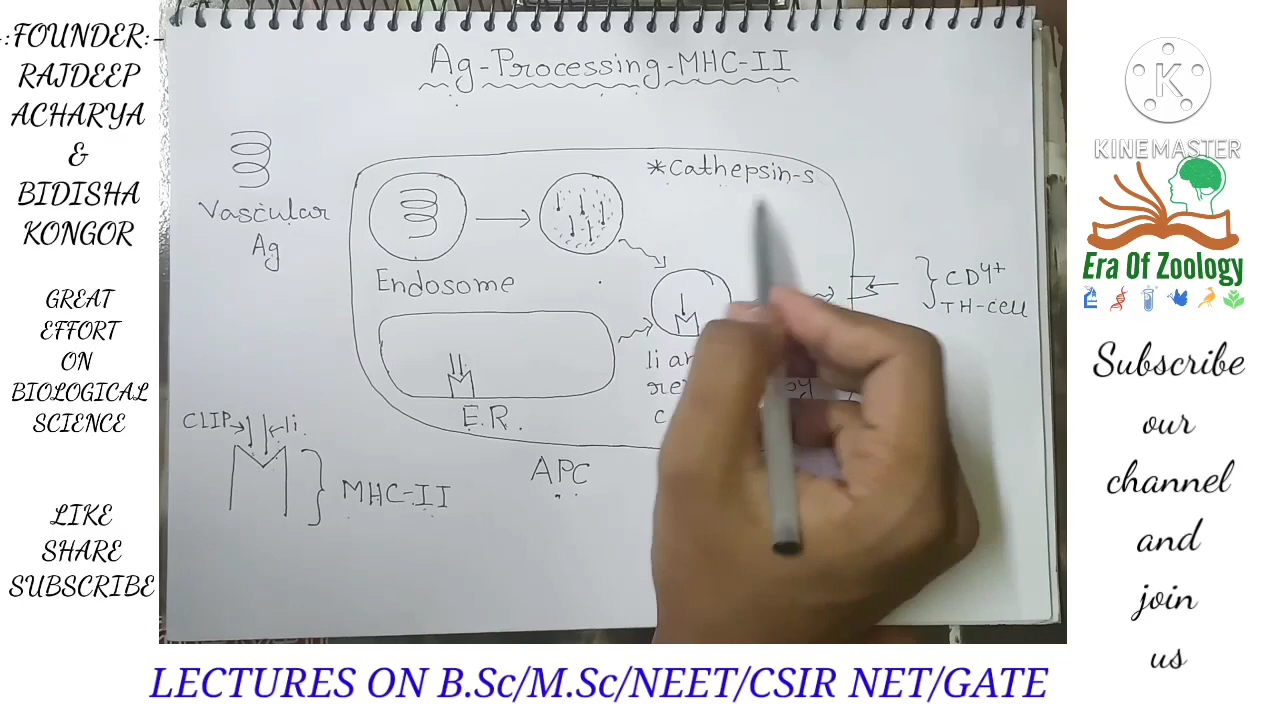 -:FOUNDER:-
RAJDEEP
ACHARYA
&
BIDISHA
KONGOR
GREAT
EFFORT
ON
BIOLOGICAL
SCIENCE
LIKE
SHARE
SUBSCRIBE
Ag-Processing-MHC-II
Vascular
Ag
*Cathepsin-s
Endosome
CD4+
TH-cell
E.R.
CLIP
li
MHC-II
APC
li
K
KINEMASTER
Era Of Zoology
Subscribe
our
channel
and
join
us
LECTURES ON B.Sc/M.Sc/NEET/CSIR NET/GATE